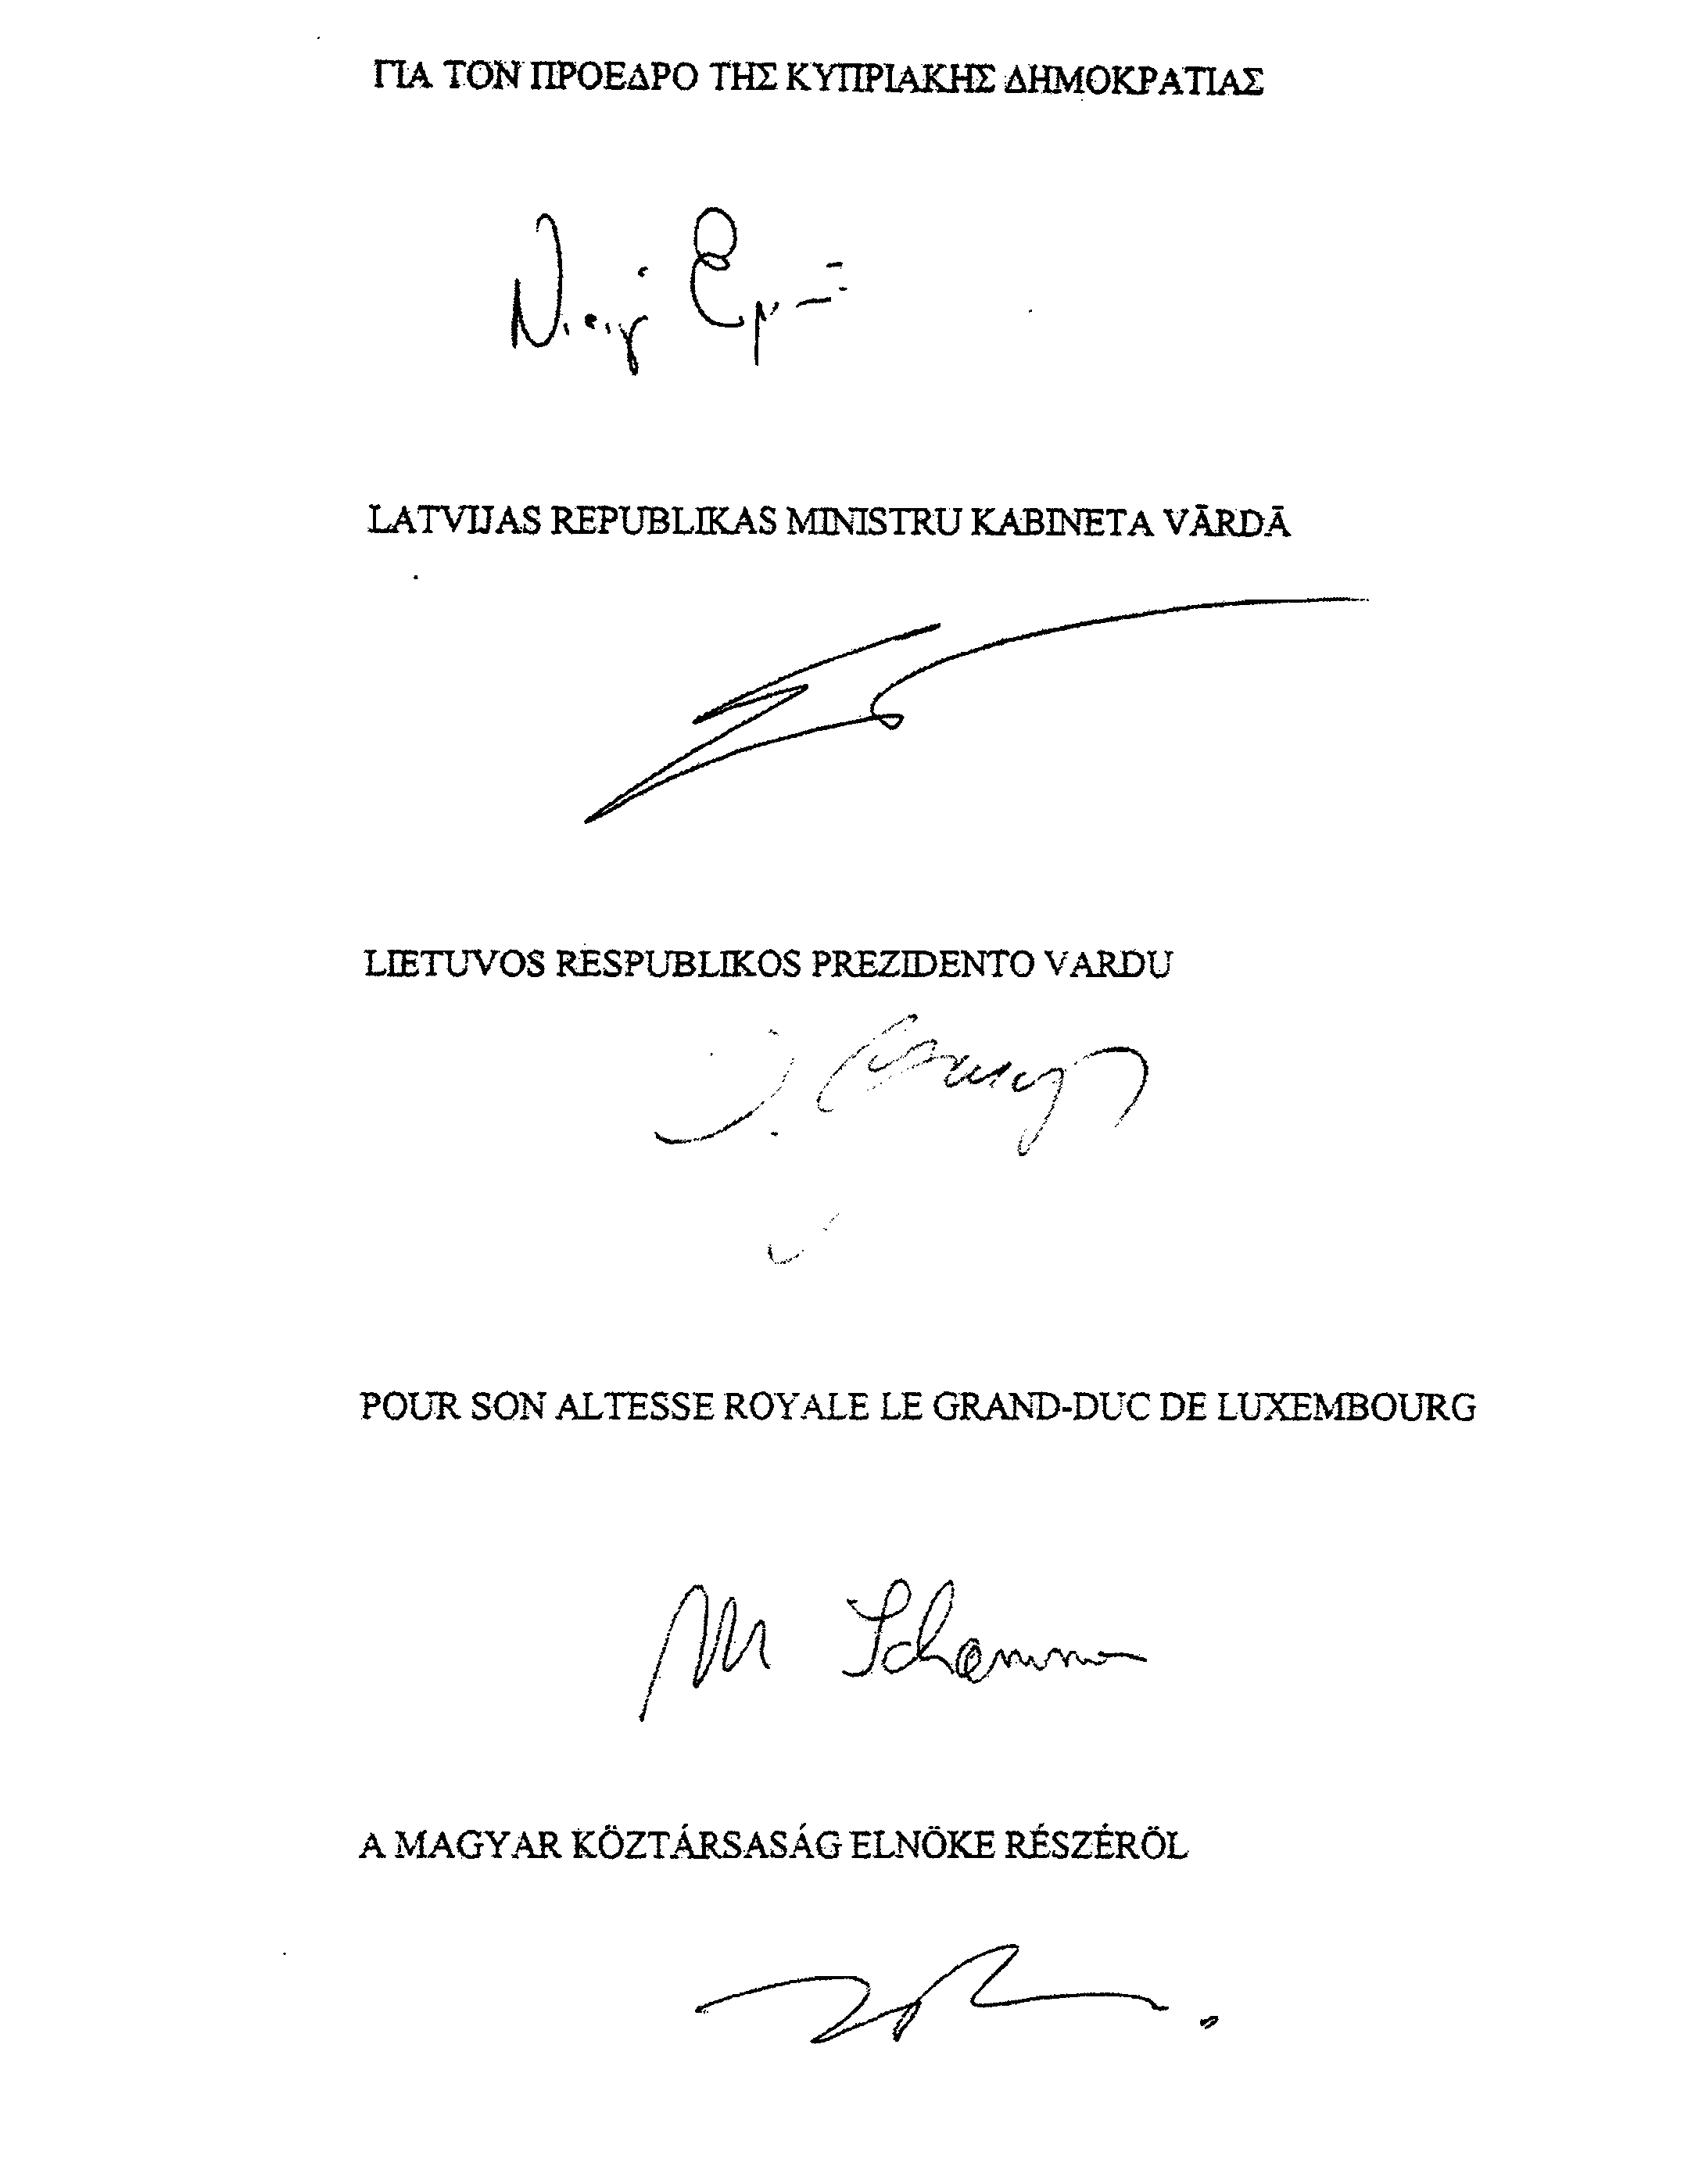 ΓΙΑ ΤΟΝ ΠΡΟΕΔΡΟ ΤΗΣ ΚΥΠΡΙΑΚΗΣ ΔΗΜΟΚΡΑΤΙΑΣ
LATVIJAS REPUBLIKAS MINISTRU KABINETA VĀRDĀ
LIETUVOS RESPUBLIKOS PREZIDENTO VARDU
POUR SON ALTESSE ROYALE LE GRAND-DUC DE LUXEMBOURG
M
A MAGYAR KÖZTÁRSASÁG ELNÖKE RÉSZÉRŐL